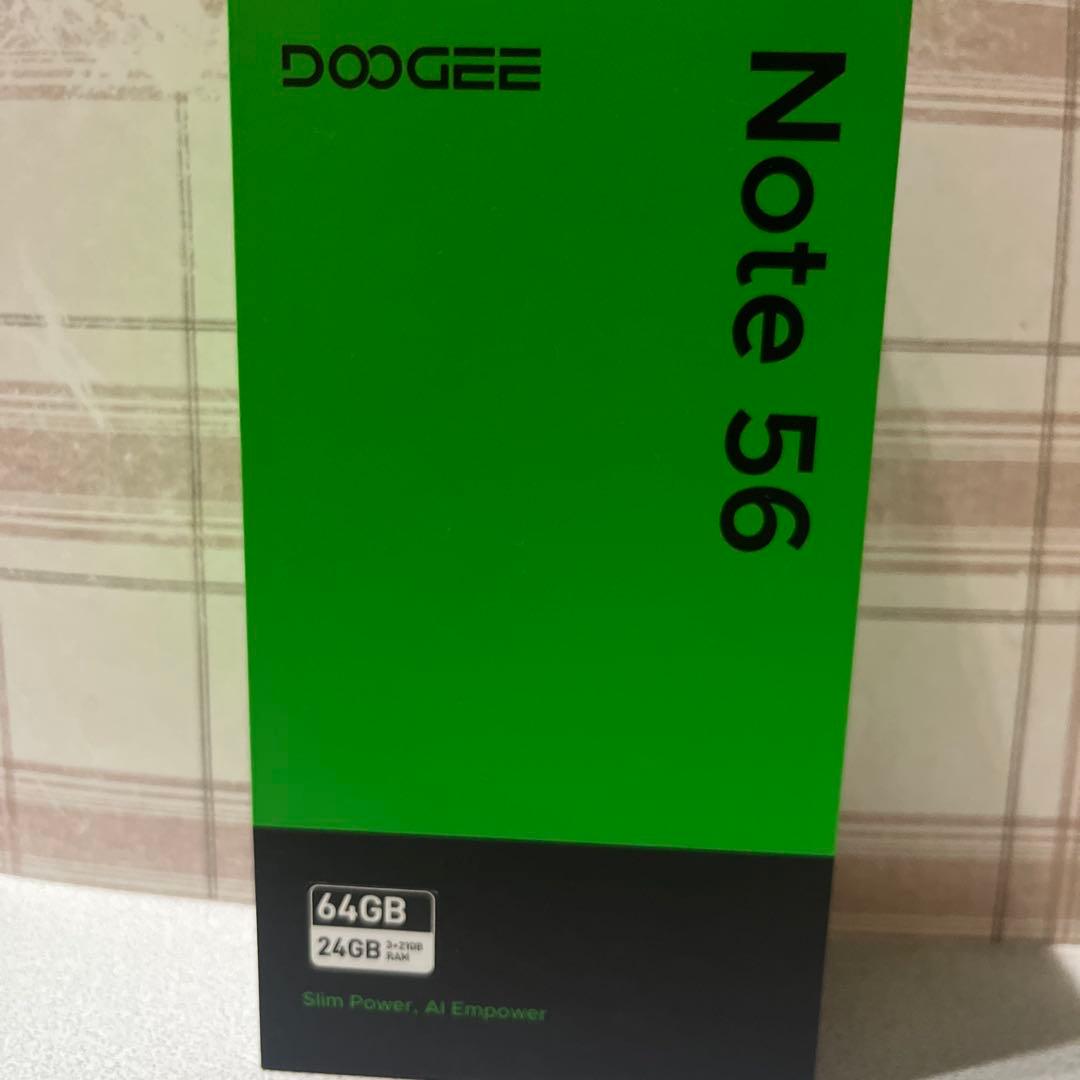 DOOGEE
Note 56
64GB
24GB 3+21GB
RAM
Slim Power, AI Empower